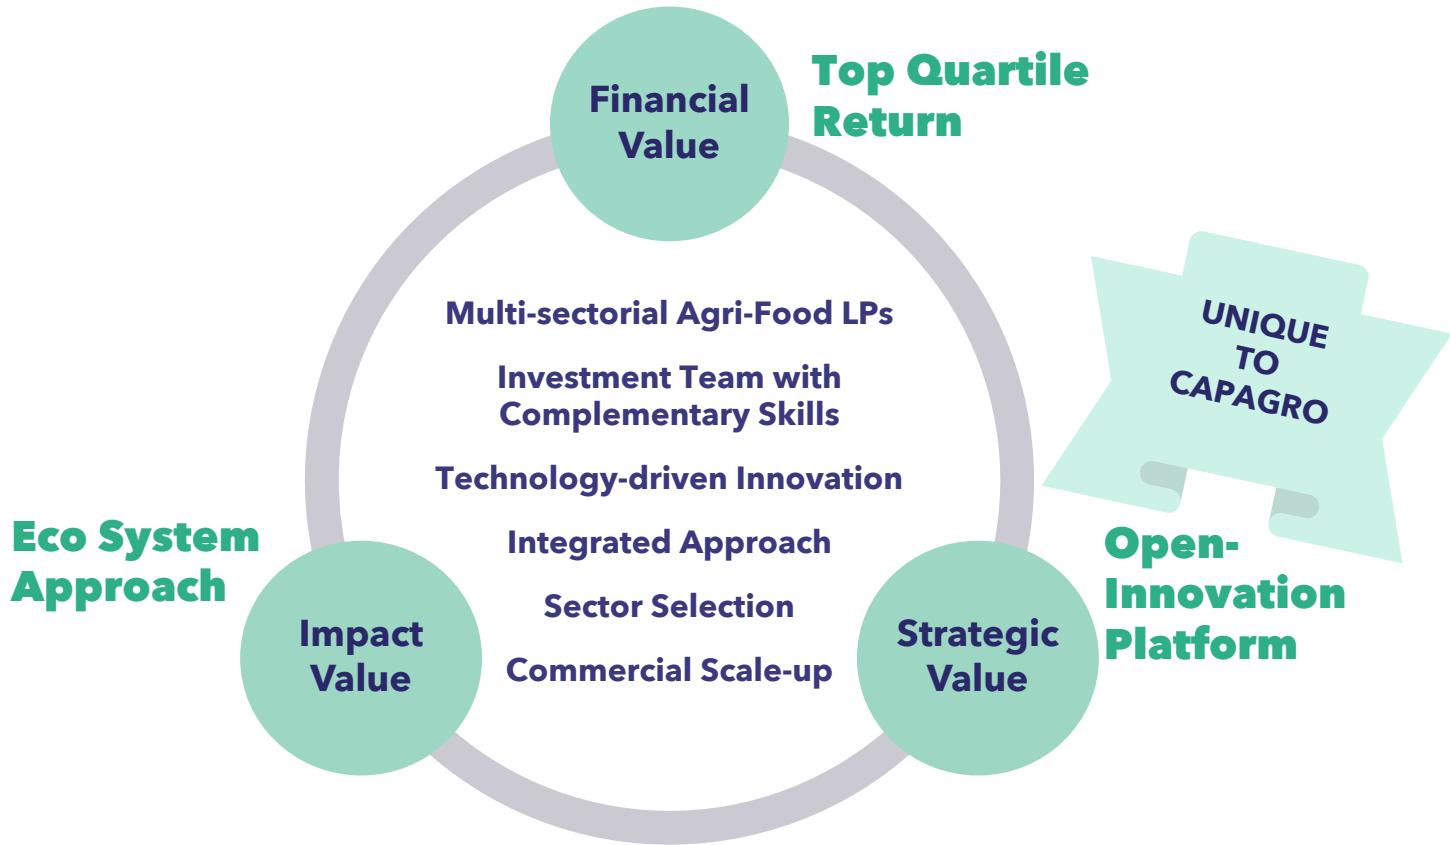 Financial
Value
Top Quartile
Return
UNIQUE
TO
CAPAGRO
Multi-sectorial Agri-Food LPs
Investment Team with
Complementary Skills
Technology-driven Innovation
Integrated Approach
Sector Selection
Commercial Scale-up
Eco System
Approach
Impact
Value
Strategic
Value
Open-
Innovation
Platform